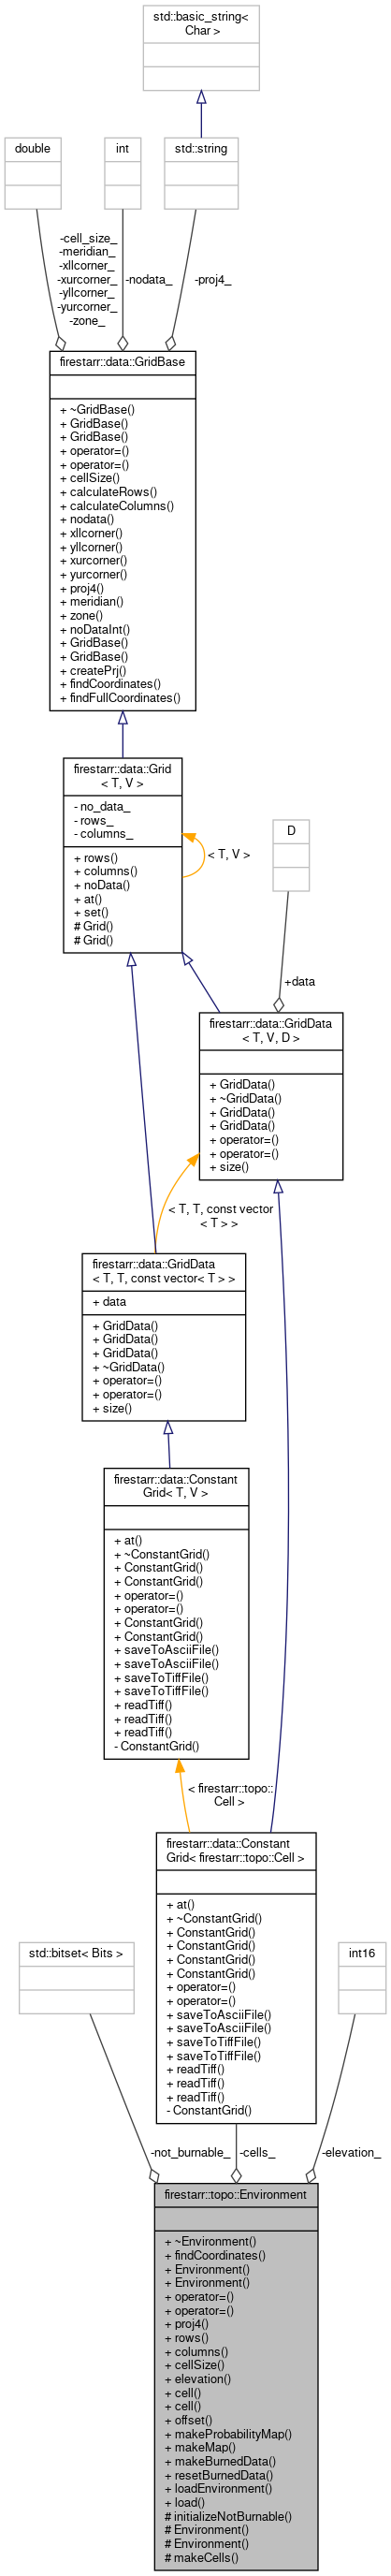 std::basic_string<
Char >
double
int
std::string
-cell_size_
-meridian_
-xllcorner_
-xurcorner_
-yllcorner_
-yurcorner_
-zone_
-nodata_
-proj4_
firestarr::data::GridBase
+ ~GridBase()
+ GridBase()
+ GridBase()
+ operator=()
+ operator=()
+ cellSize()
+ calculateRows()
+ calculateColumns()
+ nodata()
+ xllcorner()
+ yllcorner()
+ xurcorner()
+ yurcorner()
+ proj4()
+ meridian()
+ zone()
+ noDataInt()
+ GridBase()
+ GridBase()
+ createPrj()
+ findCoordinates()
+ findFullCoordinates()
firestarr::data::Grid
< T, V >
- no_data_
- rows_
- columns_
+ rows()
+ columns()
+ noData()
+ at()
+ set()
# Grid()
# Grid()
< T, V >
D
+data
firestarr::data::GridData
< T, V, D >
+ GridData()
+ ~GridData()
+ GridData()
+ GridData()
+ operator=()
+ operator=()
+ size()
< T, T, const vector
< T > >
firestarr::data::GridData
< T, T, const vector< T > >
+ data
+ GridData()
+ GridData()
+ GridData()
+ ~GridData()
+ operator=()
+ operator=()
+ size()
firestarr::data::Constant
Grid< T, V >
+ at()
+ ~ConstantGrid()
+ ConstantGrid()
+ ConstantGrid()
+ operator=()
+ operator=()
+ ConstantGrid()
+ ConstantGrid()
+ saveToAsciiFile()
+ saveToAsciiFile()
+ saveToTiffFile()
+ saveToTiffFile()
+ readTiff()
+ readTiff()
+ readTiff()
- ConstantGrid()
< firestarr::topo::
Cell >
firestarr::data::Constant
Grid< firestarr::topo::Cell >
+ at()
+ ~ConstantGrid()
+ ConstantGrid()
+ ConstantGrid()
+ ConstantGrid()
+ ConstantGrid()
+ operator=()
+ operator=()
+ saveToAsciiFile()
+ saveToAsciiFile()
+ saveToTiffFile()
+ saveToTiffFile()
+ readTiff()
+ readTiff()
+ readTiff()
- ConstantGrid()
std::bitset< Bits >
int16
-not_burnable_
-cells_
-elevation_
firestarr::topo::Environment
+ ~Environment()
+ findCoordinates()
+ Environment()
+ Environment()
+ operator=()
+ operator=()
+ proj4()
+ rows()
+ columns()
+ cellSize()
+ elevation()
+ cell()
+ cell()
+ offset()
+ makeProbabilityMap()
+ makeMap()
+ makeBurnedData()
+ resetBurnedData()
+ loadEnvironment()
+ load()
# initializeNotBurnable()
# Environment()
# Environment()
# makeCells()